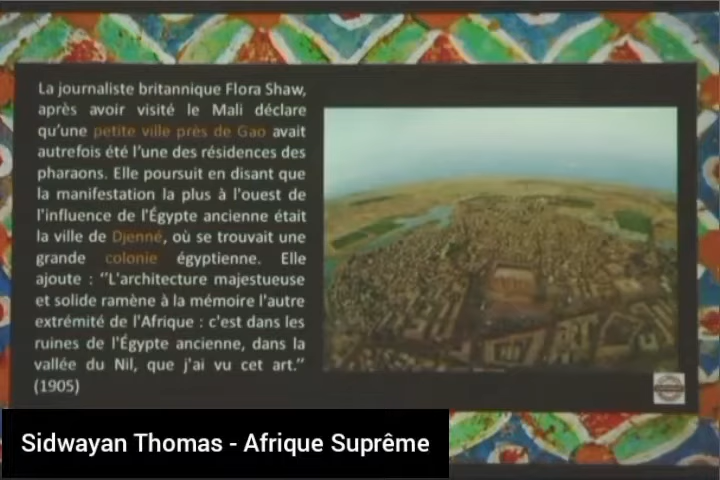 La journaliste britannique Flora Shaw,
après avoir visité le Mali déclare
qu'une petite ville près de Gao avait
autrefois été l'une des résidences des
pharaons. Elle poursuit en disant que
la manifestation la plus à l'ouest de
l'influence de l'Égypte ancienne était
la ville de Djenné, où se trouvait une
grande colonie égyptienne. Elle
ajoute : "L'architecture majestueuse
et solide ramène à la mémoire l'autre
extrémité de l'Afrique : c'est dans les
ruines de l'Égypte ancienne, dans la
vallée du Nil, que j'ai vu cet art."
(1905)
Sidwayan Thomas - Afrique Suprême